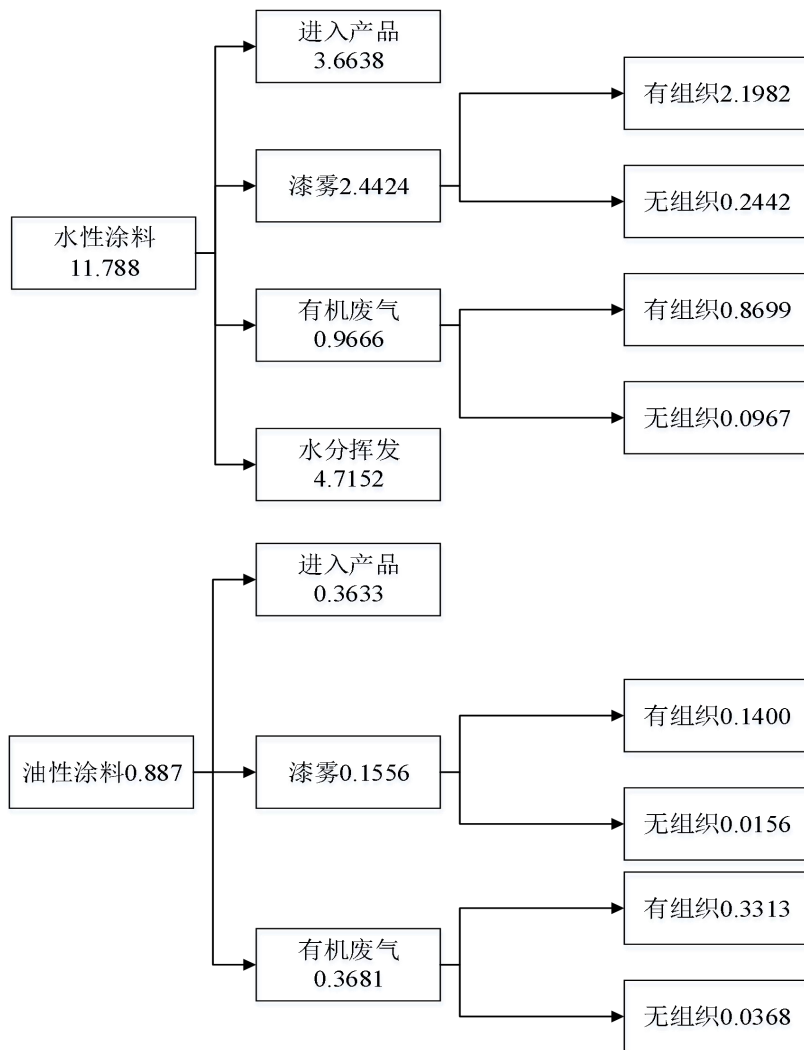 进入产品
3.6638
有组织2.1982
漆雾2.4424
无组织0.2442
水性涂料
11.788
有机废气
0.9666
有组织0.8699
无组织0.0967
水分挥发
4.7152
进入产品
0.3633
有组织0.1400
油性涂料0.887
漆雾0.1556
无组织0.0156
有组织0.3313
有机废气
0.3681
无组织0.0368